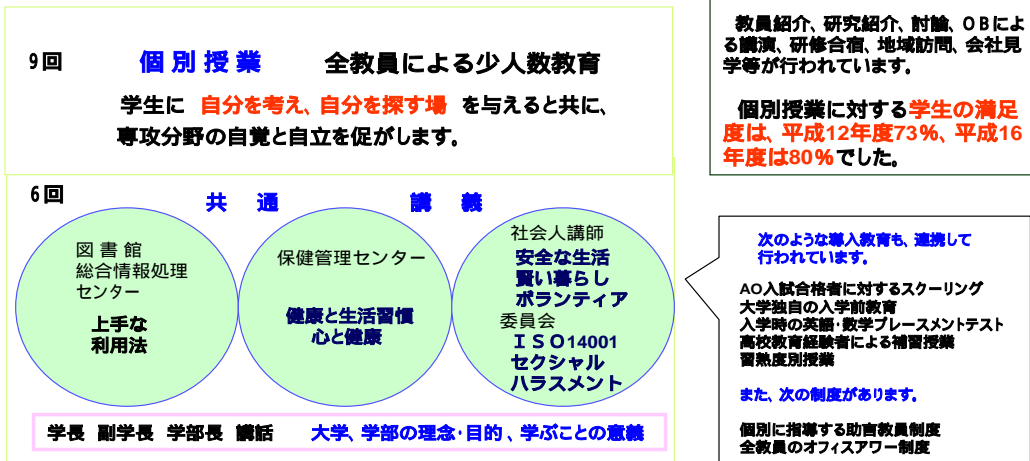 9回 個別授業 全教員による少人数教育
学生に 自分を考え、自分を探す場 を与えると共に、
専攻分野の自覚と自立を促がします。
教員紹介、研究紹介、討論、OBによ
る講演、研修合宿、地域訪問、会社見
学等が行われています。
個別授業に対する学生の満足
度は、平成12年度73%、平成16
年度は80%でした。
6回 共通講義
図書館
総合情報処理
センター
上手な
利用法
保健管理センター
健康と生活習慣
心と健康
社会人講師
安全な生活
賢い暮らし
ボランティア
委員会
ISO14001
セクシャル
ハラスメント
学長 副学長 学部長 講話 大学、学部の理念・目的、学ぶことの意義
次のような導入教育も、連携して
行われています。
AO入試合格者に対するスクーリング
大学独自の入学前教育
入学時の英語・数学プレースメントテスト
高校教育経験者による補習授業
習熟度別授業
また、次の制度があります。
個別に指導する助言教員制度
全教員のオフィスアワー制度